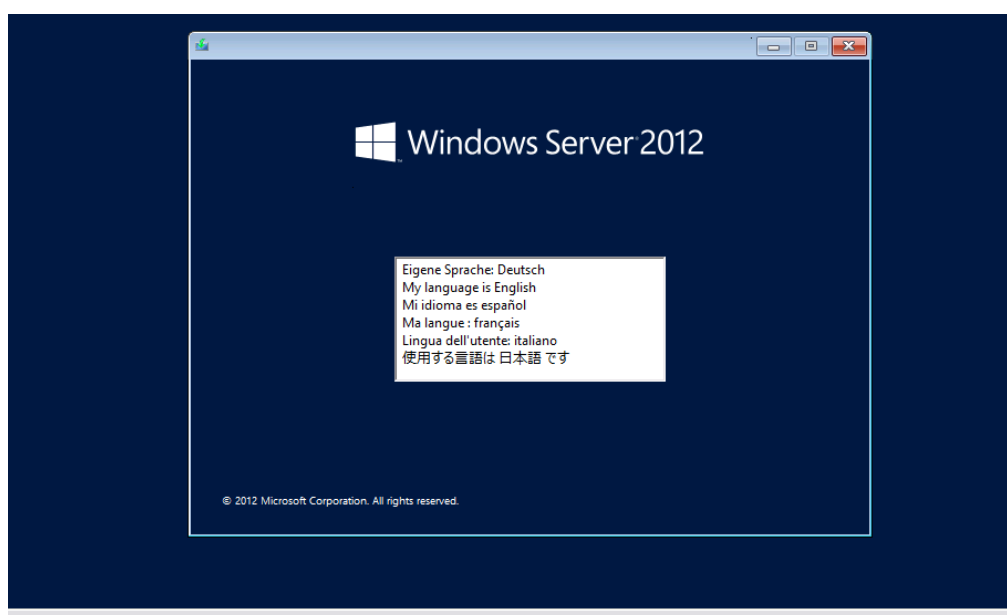 Windows Server 2012
Eigene Sprache: Deutsch
My language is English
Mi idioma es español
Ma langue : français
Lingua dell'utente: italiano
使用する言語は 日本語 です
© 2012 Microsoft Corporation. All rights reserved.